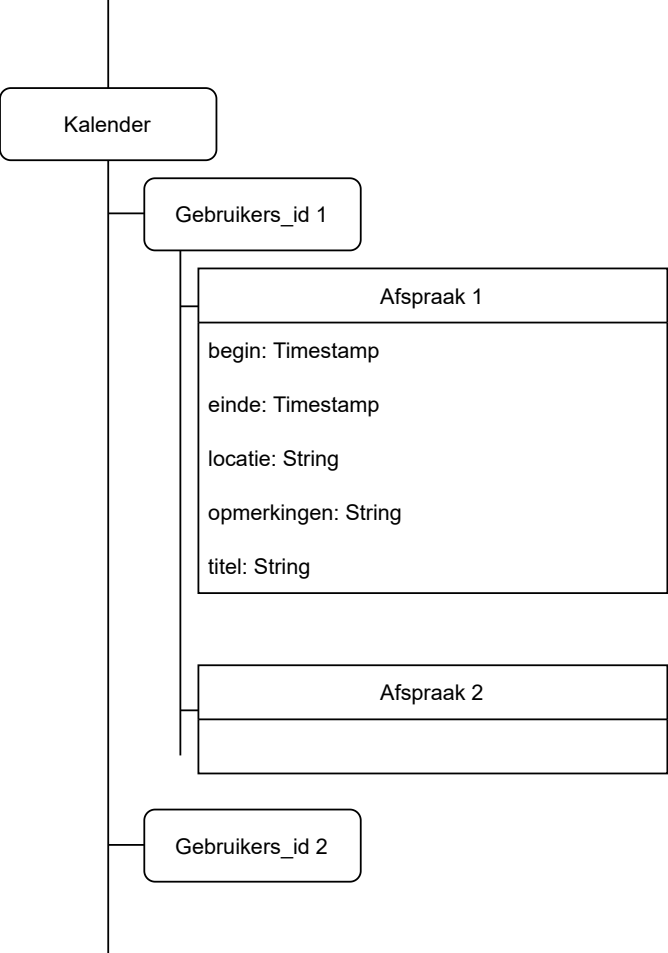 Kalender
Gebruikers_id 1
Afspraak 1
begin: Timestamp
einde: Timestamp
locatie: String
opmerkingen: String
titel: String
Afspraak 2
Gebruikers_id 2